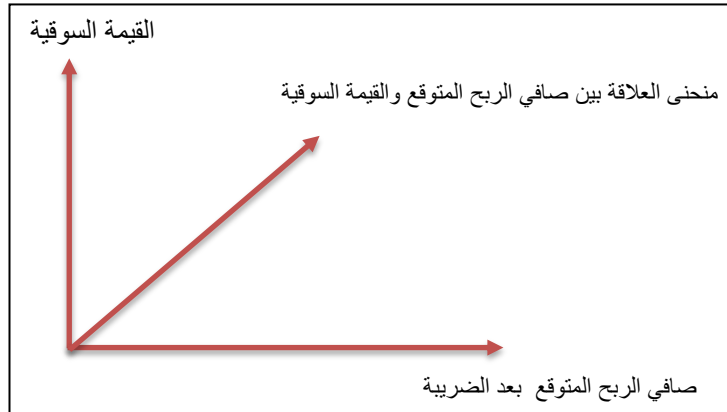 القيمة السوقية
منحنى العلاقة بين صافي الربح المتوقع والقيمة السوقية
صافي الربح المتوقع بعد الضريبة